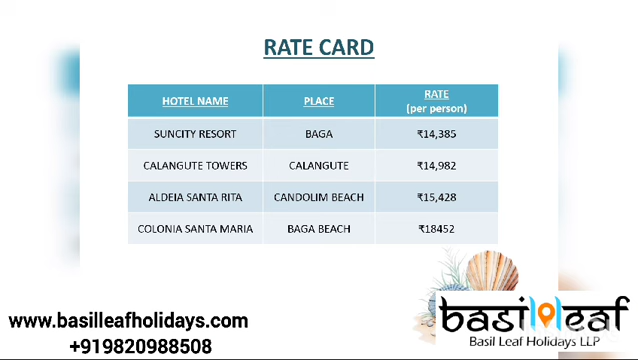 RATE CARD
HOTEL NAME PLACE RATE
(per person)
SUNCITY RESORT BAGA ₹14,385
CALANGUTE TOWERS CALANGUTE ₹14,982
ALDEIA SANTA RITA CANDOLIM BEACH ₹15,428
COLONIA SANTA MARIA BAGA BEACH ₹18452
basilleaf
Basil Leaf Holidays LLP
www.basilleafholidays.com
+919820988508